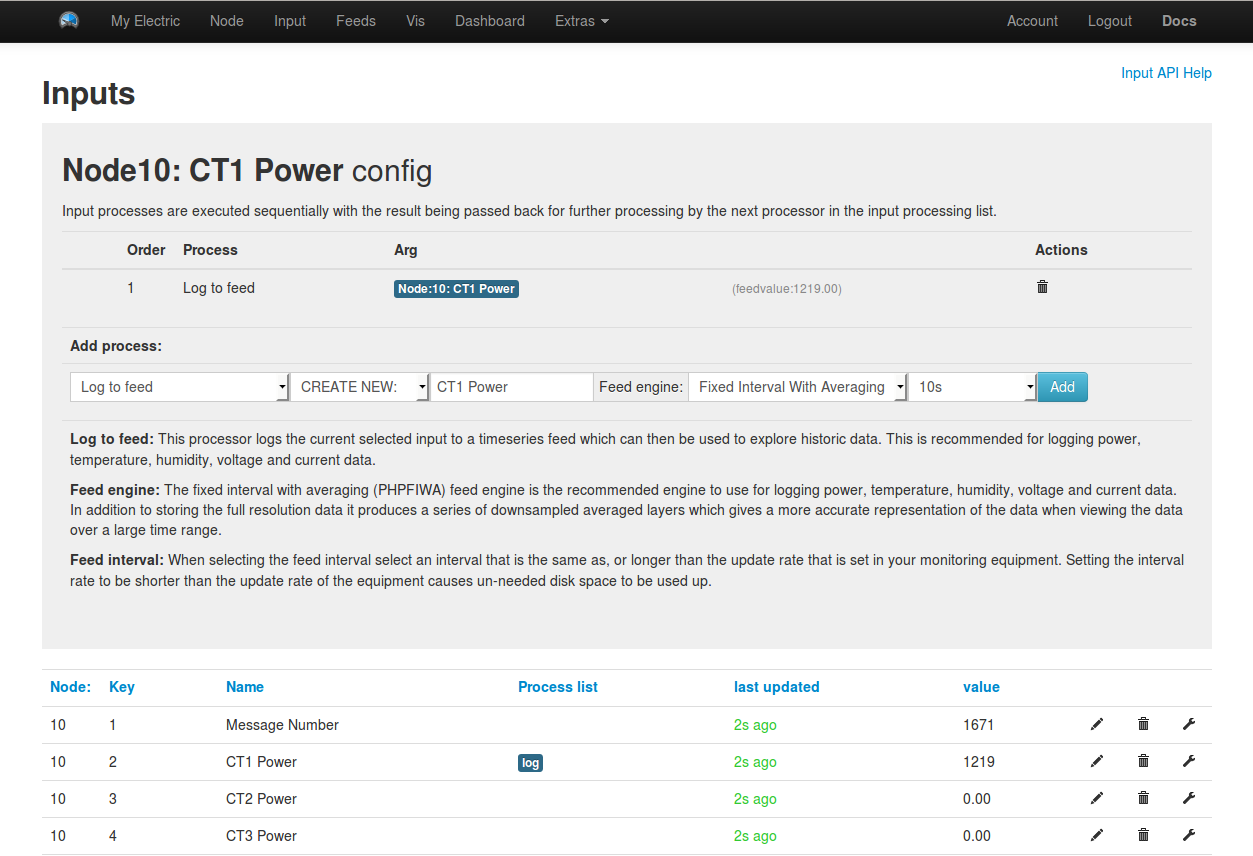 My Electric Node Input Feeds Vis Dashboard Extras Account Logout Docs
Input API Help
Inputs
Node10: CT1 Power config
Input processes are executed sequentially with the result being passed back for further processing by the next processor in the input processing list.
Order Process Arg Actions
1 Log to feed Node:10: CT1 Power (feedvalue:1219.00)
Add process:
Log to feed CREATE NEW: CT1 Power Feed engine: Fixed Interval With Averaging 10s Add
Log to feed: This processor logs the current selected input to a timeseries feed which can then be used to explore historic data. This is recommended for logging power,
temperature, humidity, voltage and current data.
Feed engine: The fixed interval with averaging (PHPFIWA) feed engine is the recommended engine to use for logging power, temperature, humidity, voltage and current data.
In addition to storing the full resolution data it produces a series of downsampled averaged layers which gives a more accurate representation of the data when viewing the data
over a large time range.
Feed interval: When selecting the feed interval select an interval that is the same as, or longer than the update rate that is set in your monitoring equipment. Setting the interval
rate to be shorter than the update rate of the equipment causes un-needed disk space to be used up.
Node: Key Name Process list last updated value
10 1 Message Number 2s ago 1671
10 2 CT1 Power log 2s ago 1219
10 3 CT2 Power 2s ago 0.00
10 4 CT3 Power 2s ago 0.00